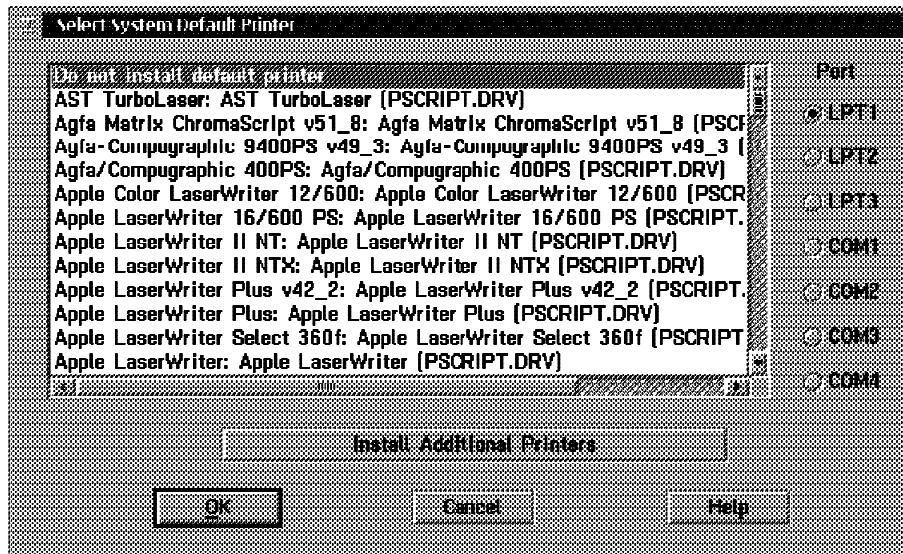 Select System Default Printer
Do not install default printer
AST TurboLaser: AST TurboLaser (PSCRIPT.DRV)
Agfa Matrix ChromaScript v51_8: Agfa Matrix ChromaScript v51_8 (PSCF
Agfa-Compugraphic 9400PS v49_3: Agfa-Compugraphic 9400PS v49_3 (
Agfa/Compugraphic 400PS: Agfa/Compugraphic 400PS (PSCRIPT.DRV)
Apple Color LaserWriter 12/600: Apple Color LaserWriter 12/600 (PSCR
Apple LaserWriter 16/600 PS: Apple LaserWriter 16/600 PS (PSCRIPT.
Apple LaserWriter II NT: Apple LaserWriter II NT (PSCRIPT.DRV)
Apple LaserWriter II NTX: Apple LaserWriter II NTX (PSCRIPT.DRV)
Apple LaserWriter Plus v42_2: Apple LaserWriter Plus v42_2 (PSCRIPT.
Apple LaserWriter Plus: Apple LaserWriter Plus (PSCRIPT.DRV)
Apple LaserWriter Select 360f: Apple LaserWriter Select 360f (PSCRIPT
Apple LaserWriter: Apple LaserWriter (PSCRIPT.DRV)
Port
LPT1
LPT2
LPT3
COM1
COM2
COM3
COM4
Install Additional Printers
OK
Cancel
Help